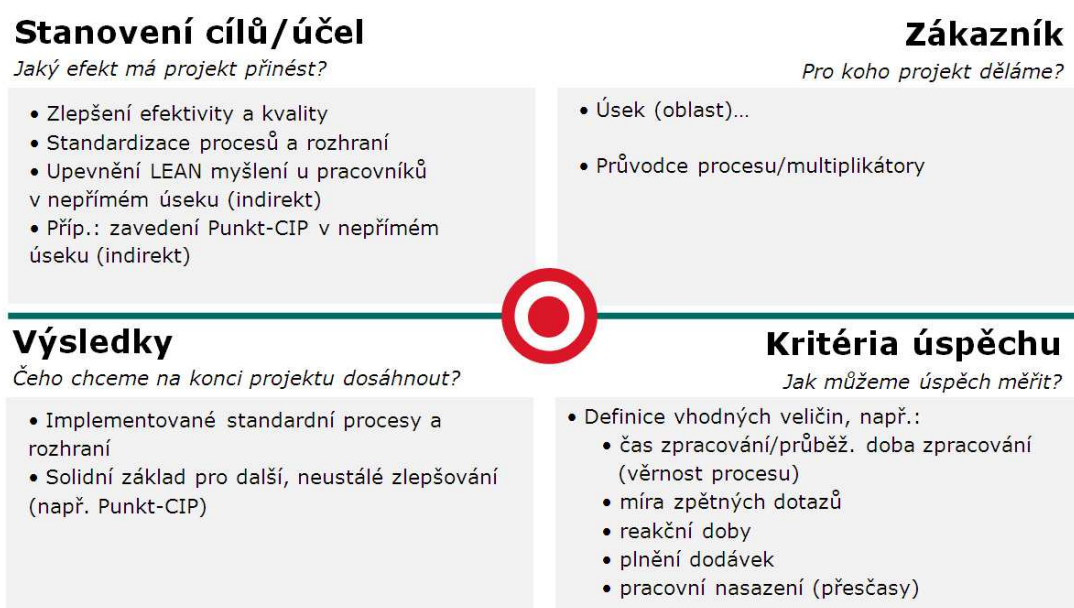 Stanovení cílů/účel
Jaký efekt má projekt přinést?
• Zlepšení efektivity a kvality
• Standardizace procesů a rozhraní
• Upevnění LEAN myšlení u pracovníků
v nepřímém úseku (indirekt)
• Příp.: zavedení Punkt-CIP v nepřímém
úseku (indirekt)
Zákazník
Pro koho projekt děláme?
• Úsek (oblast)…
• Průvodce procesu/multiplikátory
Výsledky
Čeho chceme na konci projektu dosáhnout?
• Implementované standardní procesy a
rozhraní
• Solidní základ pro další, neustálé zlepšování
(např. Punkt-CIP)
Kritéria úspěchu
Jak můžeme úspěch měřit?
• Definice vhodných veličin, např.:
• čas zpracování/průběž. doba zpracování
(věrnost procesu)
• míra zpětných dotazů
• reakční doby
• plnění dodávek
• pracovní nasazení (přesčasy)